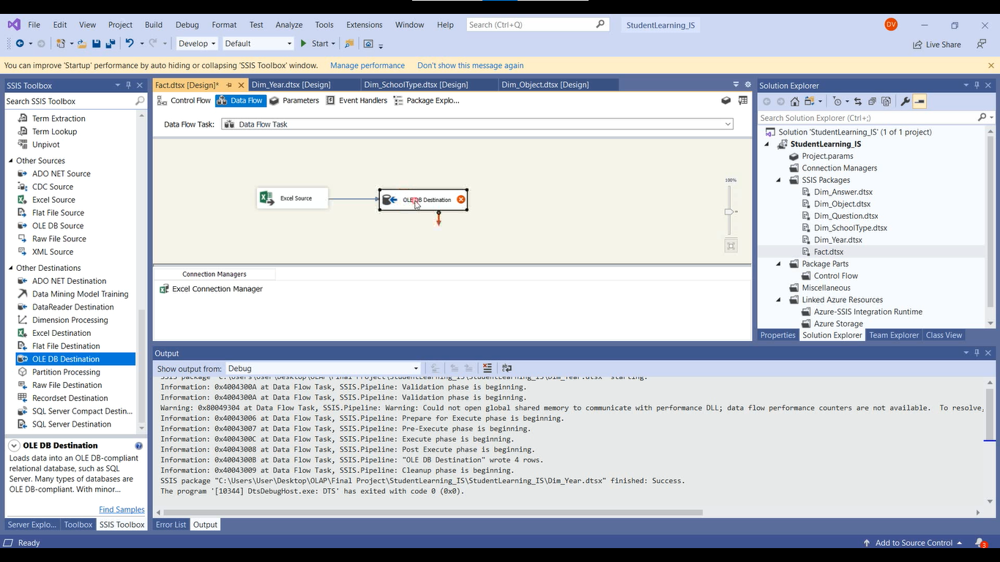 File Edit View Project Build Debug Format Test Analyze Tools Extensions Window Help Search (Ctrl+Q) StudentLearning_IS DV
Develop Default Start Live Share
You can improve 'Startup' performance by auto hiding or collapsing 'SSIS Toolbox' window. Manage performance Don't show this message again
SSIS Toolbox
Search SSIS Toolbox
Term Extraction
Term Lookup
Unpivot
Other Sources
ADO NET Source
CDC Source
Excel Source
Flat File Source
OLE DB Source
Raw File Source
XML Source
Other Destinations
ADO NET Destination
Data Mining Model Training
DataReader Destination
Dimension Processing
Excel Destination
Flat File Destination
OLE DB Destination
Partition Processing
Raw File Destination
Recordset Destination
SQL Server Compact Destin...
SQL Server Destination
OLE DB Destination
Loads data into an OLE DB-compliant
relational database, such as SQL
Server. Many types of databases are
OLE DB-compliant. With minor...
Find Samples
Server Explo... Toolbox SSIS Toolbox
Fact.dtsx [Design]* Dim_Year.dtsx [Design] Dim_SchoolType.dtsx [Design] Dim_Object.dtsx [Design]
Control Flow Data Flow Parameters Event Handlers Package Explo...
Data Flow Task: Data Flow Task
100%
Excel Source OLE DB Destination
Connection Managers
Excel Connection Manager
Output
Show output from: Debug
SSIS package "C:\Users\User\Desktop\OLAP\Final Project\StudentLearning_IS\StudentLearning_IS\Dim_Year.dtsx" starting.
Information: 0x4004300A at Data Flow Task, SSIS.Pipeline: Validation phase is beginning.
Information: 0x4004300A at Data Flow Task, SSIS.Pipeline: Validation phase is beginning.
Warning: 0x80049304 at Data Flow Task, SSIS.Pipeline: Warning: Could not open global shared memory to communicate with performance DLL; data flow performance counters are not available. To resolve,
Information: 0x40043006 at Data Flow Task, SSIS.Pipeline: Prepare for Execute phase is beginning.
Information: 0x40043007 at Data Flow Task, SSIS.Pipeline: Pre-Execute phase is beginning.
Information: 0x4004300C at Data Flow Task, SSIS.Pipeline: Execute phase is beginning.
Information: 0x40043008 at Data Flow Task, SSIS.Pipeline: Post Execute phase is beginning.
Information: 0x4004300B at Data Flow Task, SSIS.Pipeline: "OLE DB Destination" wrote 4 rows.
Information: 0x40043009 at Data Flow Task, SSIS.Pipeline: Cleanup phase is beginning.
SSIS package "C:\Users\User\Desktop\OLAP\Final Project\StudentLearning_IS\StudentLearning_IS\Dim_Year.dtsx" finished: Success.
The program '[10344] DtsDebugHost.exe: DTS' has exited with code 0 (0x0).
Error List Output
Solution Explorer
Search Solution Explorer (Ctrl+;)
Solution 'StudentLearning_IS' (1 of 1 project)
StudentLearning_IS
Project.params
Connection Managers
SSIS Packages
Dim_Answer.dtsx
Dim_Object.dtsx
Dim_Question.dtsx
Dim_SchoolType.dtsx
Dim_Year.dtsx
Fact.dtsx
Package Parts
Control Flow
Miscellaneous
Linked Azure Resources
Azure-SSIS Integration Runtime
Azure Storage
Properties Solution Explorer Team Explorer Class View
Ready Add to Source Control 3